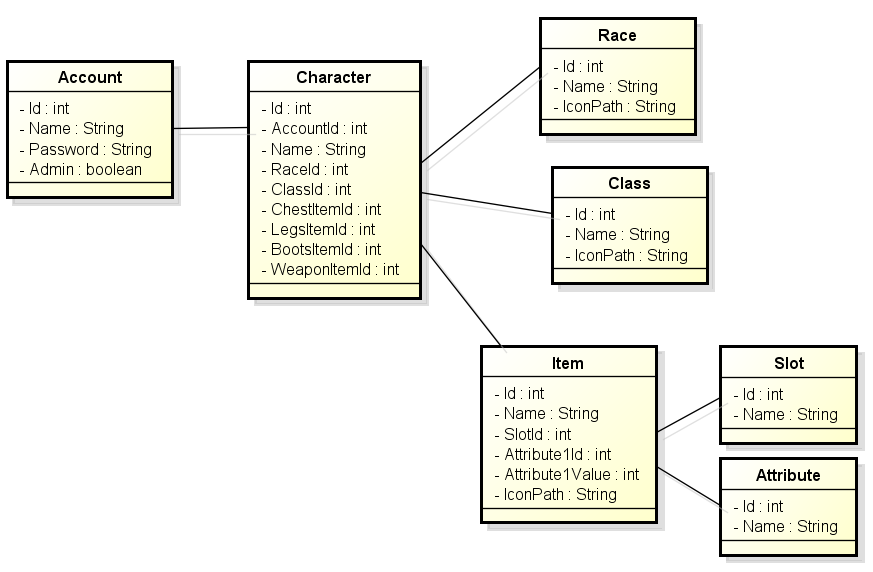 Account
- Id : int
- Name : String
- Password : String
- Admin : boolean
Character
- Id : int
- AccountId : int
- Name : String
- RaceId : int
- ClassId : int
- ChestItemId : int
- LegsItemId : int
- BootsItemId : int
- WeaponItemId : int
Race
- Id : int
- Name : String
- IconPath : String
Class
- Id : int
- Name : String
- IconPath : String
Item
- Id : int
- Name : String
- SlotId : int
- Attribute1Id : int
- Attribute1Value : int
- IconPath : String
Slot
- Id : int
- Name : String
Attribute
- Id : int
- Name : String